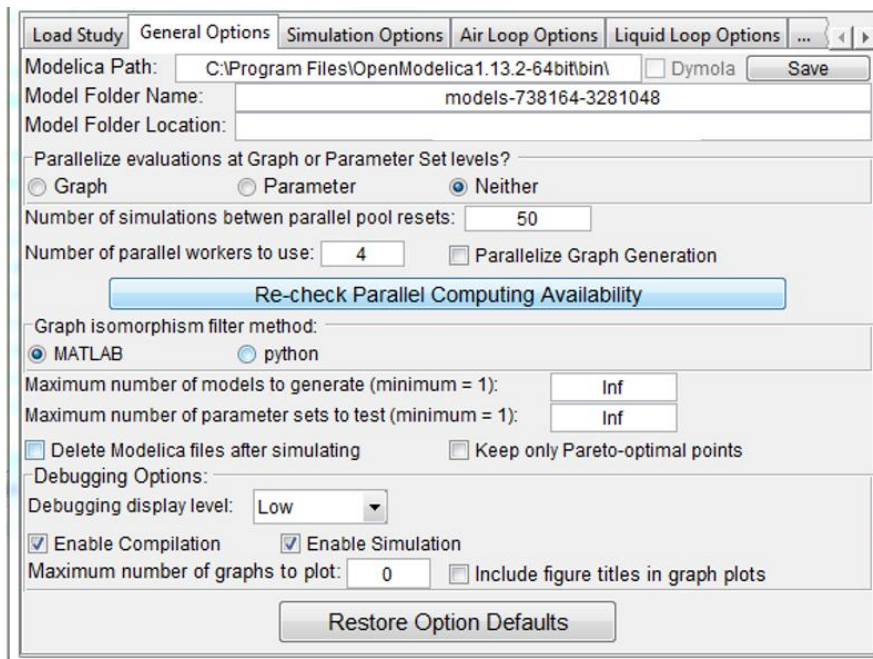 Load Study General Options Simulation Options Air Loop Options Liquid Loop Options ...
Modelica Path: C:\Program Files\OpenModelica1.13.2-64bit\bin\ Dymola Save
Model Folder Name: models-738164-3281048
Model Folder Location:
Parallelize evaluations at Graph or Parameter Set levels?
Graph Parameter Neither
Number of simulations betwen parallel pool resets: 50
Number of parallel workers to use: 4 Parallelize Graph Generation
Re-check Parallel Computing Availability
Graph isomorphism filter method:
MATLAB python
Maximum number of models to generate (minimum = 1): Inf
Maximum number of parameter sets to test (minimum = 1): Inf
Delete Modelica files after simulating Keep only Pareto-optimal points
Debugging Options:
Debugging display level: Low
Enable Compilation Enable Simulation
Maximum number of graphs to plot: 0 Include figure titles in graph plots
Restore Option Defaults